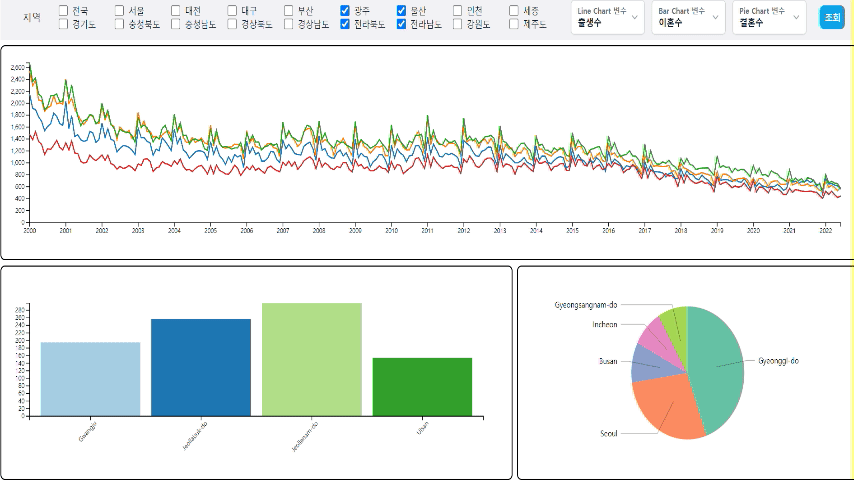 지역
전국 서울 대전 대구 부산 광주 울산 인천 세종
경기도 충청북도 충청남도 경상북도 경상남도 전라북도 전라남도 강원도 제주도
Line Chart 변수
출생수
Bar Chart 변수
이혼수
Pie Chart 변수
결혼수
조회
2,600
2,400
2,200
2,000
1,800
1,600
1,400
1,200
1,000
800
600
400
200
2000 2001 2002 2003 2004 2005 2006 2007 2008 2009 2010 2011 2012 2013 2014 2015 2016 2017 2018 2019 2020 2021 2022
280
260
240
220
200
180
160
140
120
100
80
60
40
20
0
Gwangju
Jeollabuk-do
Jeollanam-do
Ulsan
Gyeongsangnam-do
Incheon
Busan
Seoul
Gyeonggi-do